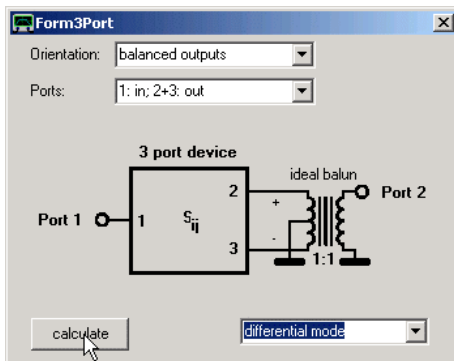 Form3Port
Orientation: balanced outputs
Ports: 1: in; 2+3: out
3 port device
ideal balun
2 + Port 2
Port 1 1 Sij
3 -
1:1
calculate differential mode